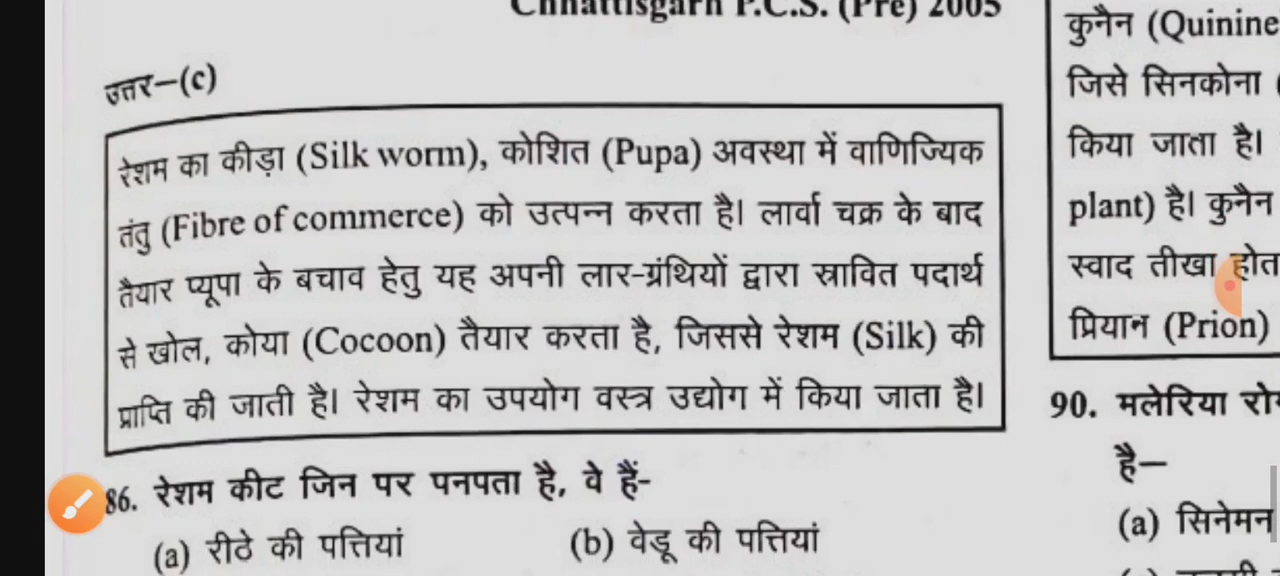 Chhattisgarh P.C.S. (Pre) 2005
उत्तर–(c)
रेशम का कीड़ा (Silk worm), कोशित (Pupa) अवस्था में वाणिज्यिक
तंतु (Fibre of commerce) को उत्पन्न करता है। लार्वा चक्र के बाद
तैयार प्यूपा के बचाव हेतु यह अपनी लार-ग्रंथियों द्वारा स्रावित पदार्थ
से खोल, कोया (Cocoon) तैयार करता है, जिससे रेशम (Silk) की
प्राप्ति की जाती है। रेशम का उपयोग वस्त्र उद्योग में किया जाता है।
86. रेशम कीट जिन पर पनपता है, वे हैं-
(a) रीठे की पत्तियां (b) वेडू की पत्तियां
कुनैन (Quinine
जिसे सिनकोना (
किया जाता है।
plant) है। कुनैन
स्वाद तीखा होत
प्रियान (Prion)
90. मलेरिया रो
है–
(a) सिनेमन